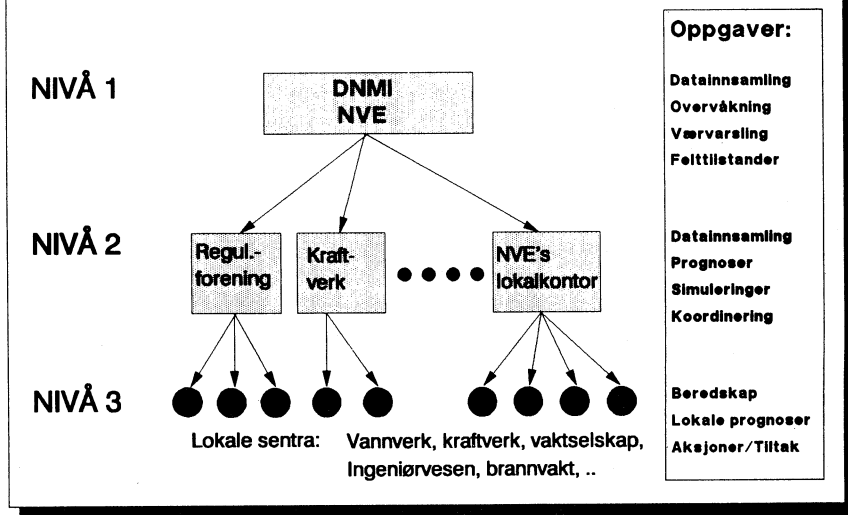 Oppgaver:
NIVÅ 1
DNMI
NVE
Datainnsamling
Overvåkning
Værvarsling
Felttilstander
NIVÅ 2
Regul.-
forening
Kraft-
verk
NVE's
lokalkontor
Datainnsamling
Prognoser
Simuleringer
Koordinering
NIVÅ 3
Lokale sentra: Vannverk, kraftverk, vaktselskap,
Ingeniørvesen, brannvakt, ..
Beredskap
Lokale prognoser
Aksjoner/Tiltak